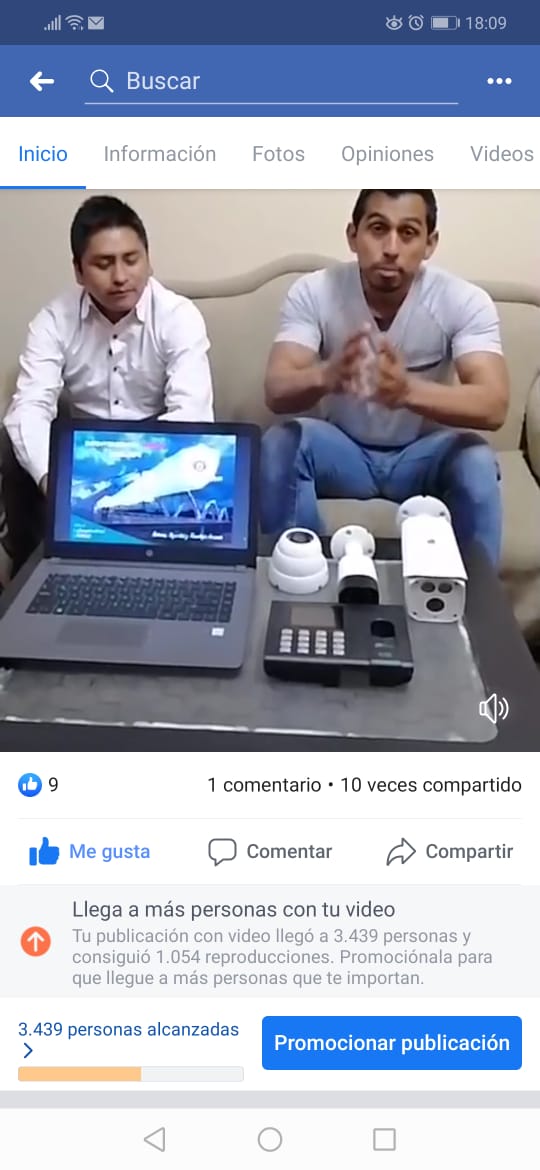 18:09
Buscar
Inicio Información Fotos Opiniones Videos
hp
9 1 comentario • 10 veces compartido
Me gusta Comentar Compartir
Llega a más personas con tu video
Tu publicación con video llegó a 3.439 personas y
consiguió 1.054 reproducciones. Promociónala para
que llegue a más personas que te importan.
3.439 personas alcanzadas
Promocionar publicación